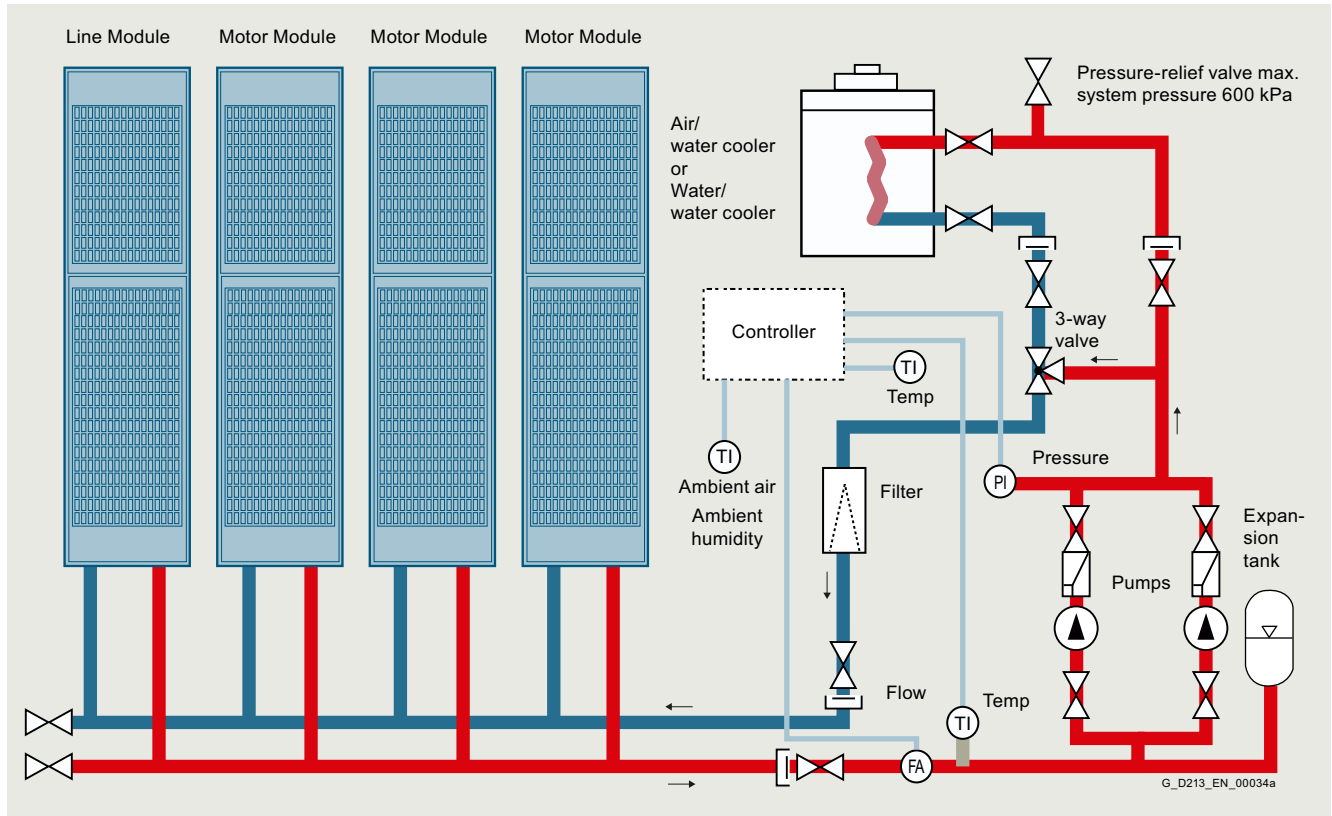 Line Module
Motor Module
Motor Module
Motor Module
Air/
water cooler
or
Water/
water cooler
Pressure-relief valve max.
system pressure 600 kPa
Controller
3-way
valve
TI
Temp
TI
Ambient air
Ambient
humidity
Filter
PI
Pressure
Expan-
sion
tank
Pumps
Flow
TI
Temp
FA
G_D213_EN_00034a